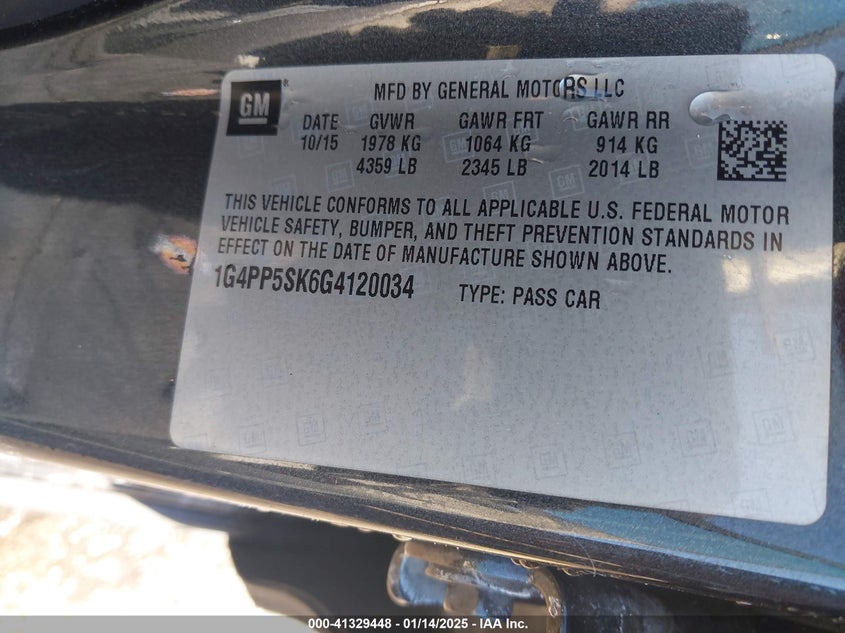 GM
MFD BY GENERAL MOTORS LLC
DATE GVWR GAWR FRT GAWR RR
10/15 1978 KG 1064 KG 914 KG
4359 LB 2345 LB 2014 LB
THIS VEHICLE CONFORMS TO ALL APPLICABLE U.S. FEDERAL MOTOR
VEHICLE SAFETY, BUMPER, AND THEFT PREVENTION STANDARDS IN
EFFECT ON THE DATE OF MANUFACTURE SHOWN ABOVE.
1G4PP5SK6G4120034 TYPE: PASS CAR
000-41329448 - 01/14/2025 - IAA Inc.